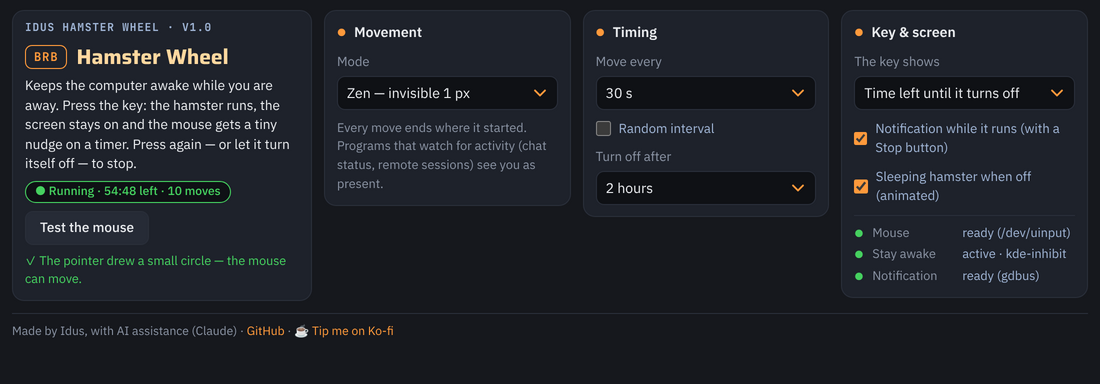 IDUS HAMSTER WHEEL · V1.0
BRB Hamster Wheel
Keeps the computer awake while you are
away. Press the key: the hamster runs, the
screen stays on and the mouse gets a tiny
nudge on a timer. Press again — or let it turn
itself off — to stop.
Running · 54:48 left · 10 moves
Test the mouse
✓ The pointer drew a small circle — the mouse
can move.
Movement
Mode
Zen — invisible 1 px
Every move ends where it started.
Programs that watch for activity (chat
status, remote sessions) see you as
present.
Timing
Move every
30 s
Random interval
Turn off after
2 hours
Key & screen
The key shows
Time left until it turns off
Notification while it runs (with a
Stop button)
Sleeping hamster when off
(animated)
Mouse ready (/dev/uinput)
Stay awake active · kde-inhibit
Notification ready (gdbus)
Made by Idus, with AI assistance (Claude) · GitHub · ☕ Tip me on Ko-fi